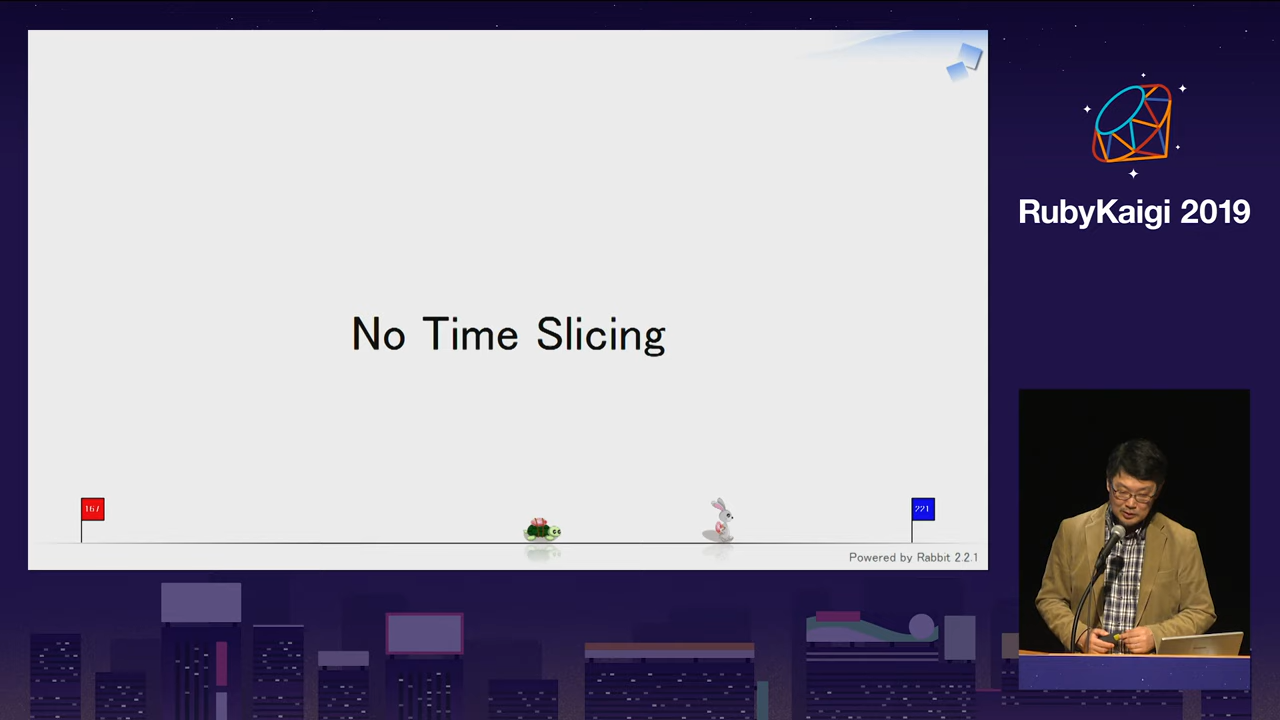 No Time Slicing
167
221
Powered by Rabbit 2.2.1
RubyKaigi 2019